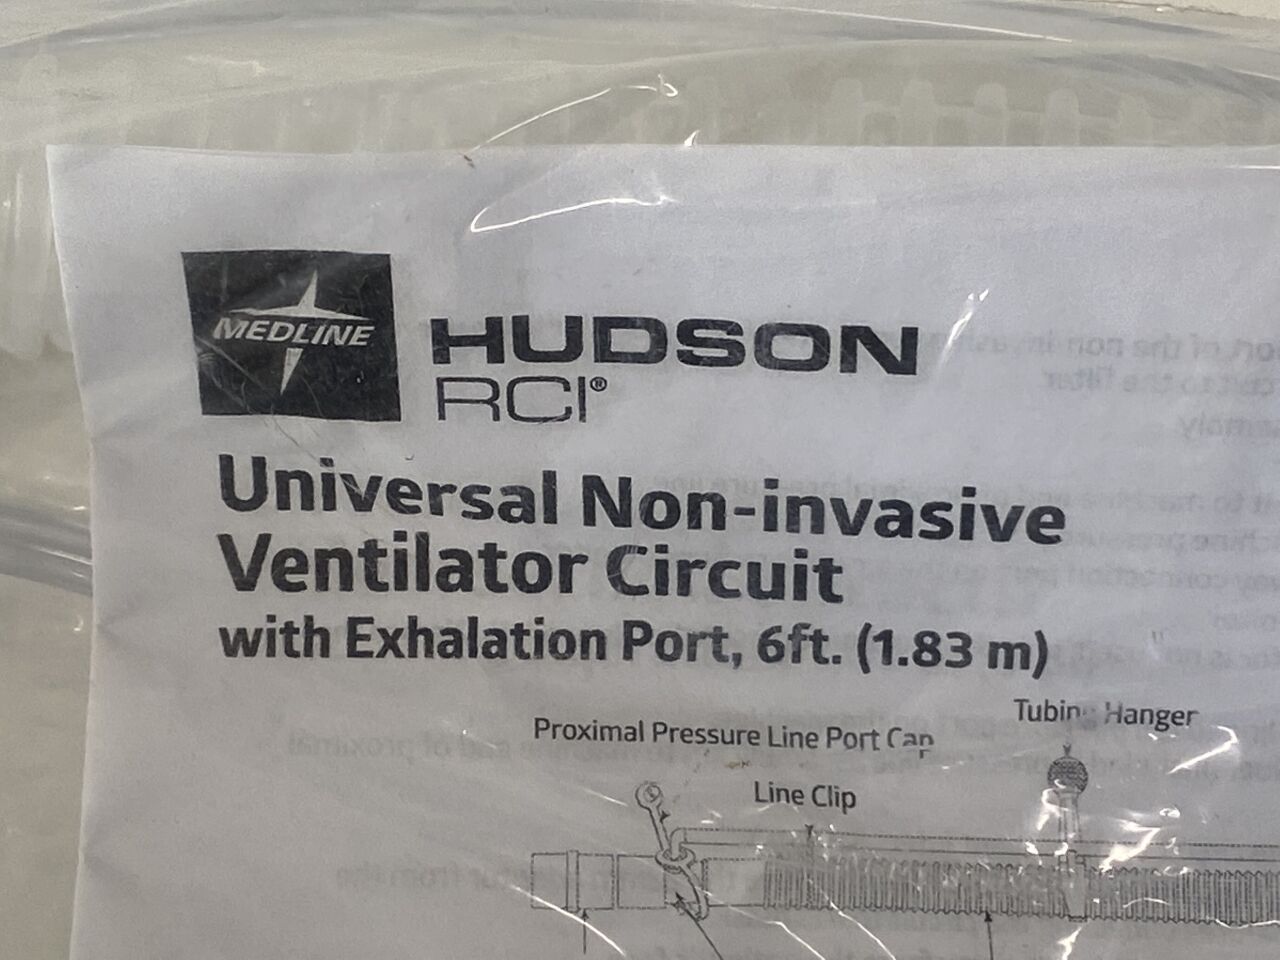 MEDLINE
HUDSON
RCI®
Universal Non-invasive
Ventilator Circuit
with Exhalation Port, 6ft. (1.83 m)
Tubing Hanger
Proximal Pressure Line Port Cap
Line Clip